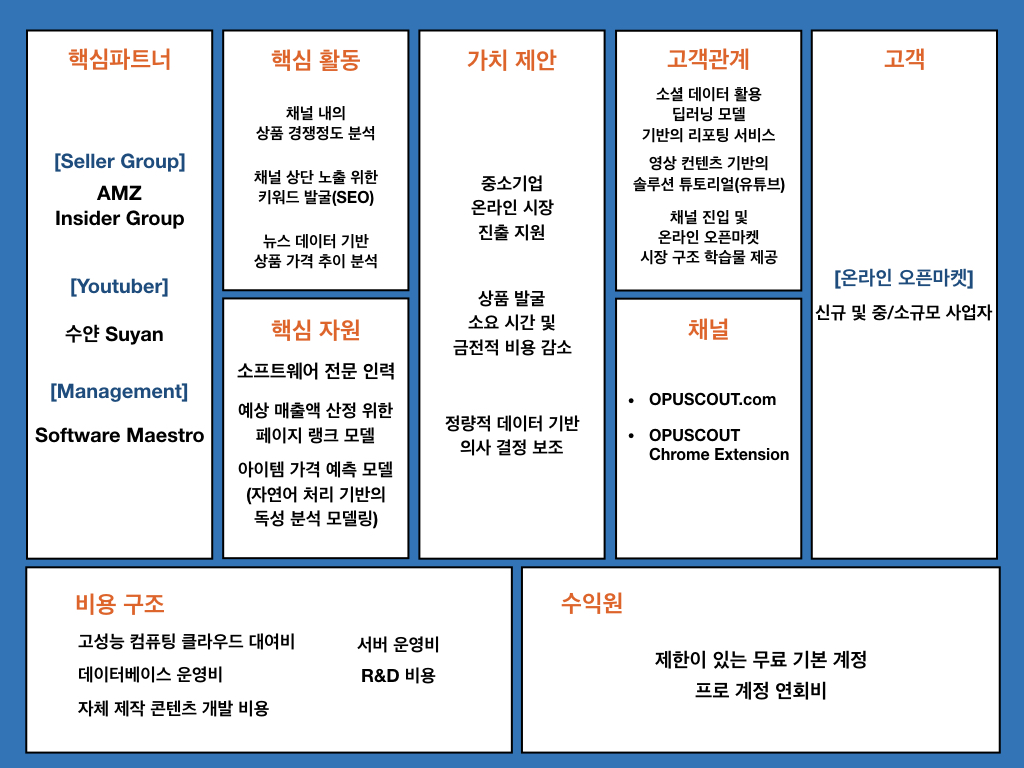 핵심파트너
[Seller Group]
AMZ
Insider Group
[Youtuber]
수얀 Suyan
[Management]
Software Maestro
핵심 활동
채널 내의
상품 경쟁정도 분석
채널 상단 노출 위한
키워드 발굴(SEO)
뉴스 데이터 기반
상품 가격 추이 분석
핵심 자원
소프트웨어 전문 인력
예상 매출액 산정 위한
페이지 랭크 모델
아이템 가격 예측 모델
(자연어 처리 기반의
독성 분석 모델링)
가치 제안
중소기업
온라인 시장
진출 지원
상품 발굴
소요 시간 및
금전적 비용 감소
정량적 데이터 기반
의사 결정 보조
고객관계
소셜 데이터 활용
딥러닝 모델
기반의 리포팅 서비스
영상 컨텐츠 기반의
솔루션 튜토리얼(유튜브)
채널 진입 및
온라인 오픈마켓
시장 구조 학습물 제공
채널
• OPUSCOUT.com
• OPUSCOUT
Chrome Extension
고객
[온라인 오픈마켓]
신규 및 중/소규모 사업자
비용 구조
고성능 컴퓨팅 클라우드 대여비
데이터베이스 운영비
자체 제작 콘텐츠 개발 비용
서버 운영비
R&D 비용
수익원
제한이 있는 무료 기본 계정
프로 계정 연회비